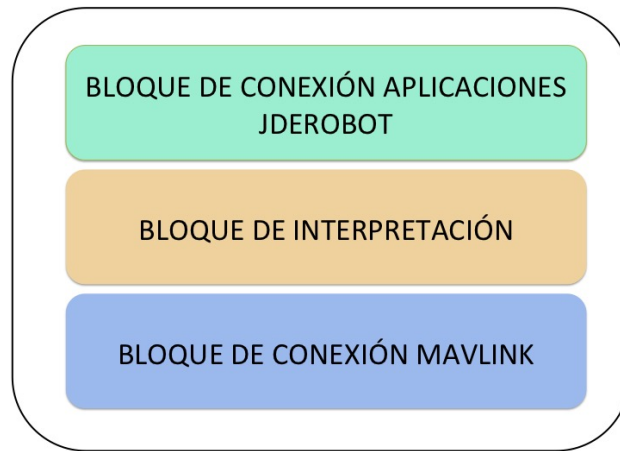 BLOQUE DE CONEXIÓN APLICACIONES
JDEROBOT
BLOQUE DE INTERPRETACIÓN
BLOQUE DE CONEXIÓN MAVLINK